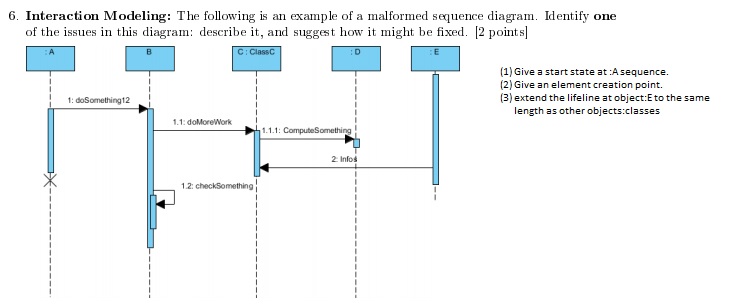 6. Interaction Modeling: The following is an example of a malformed sequence diagram. Identify one
of the issues in this diagram: describe it, and suggest how it might be fixed. [2 points]
: A
B
C : ClassC
: D
: E
(1) Give a start state at :A sequence.
(2) Give an element creation point.
(3) extend the lifeline at object:E to the same
length as other objects:classes
1: doSomething12
1.1: doMoreWork
1.1.1: ComputeSomething
2: Infos
1.2: checkSomething